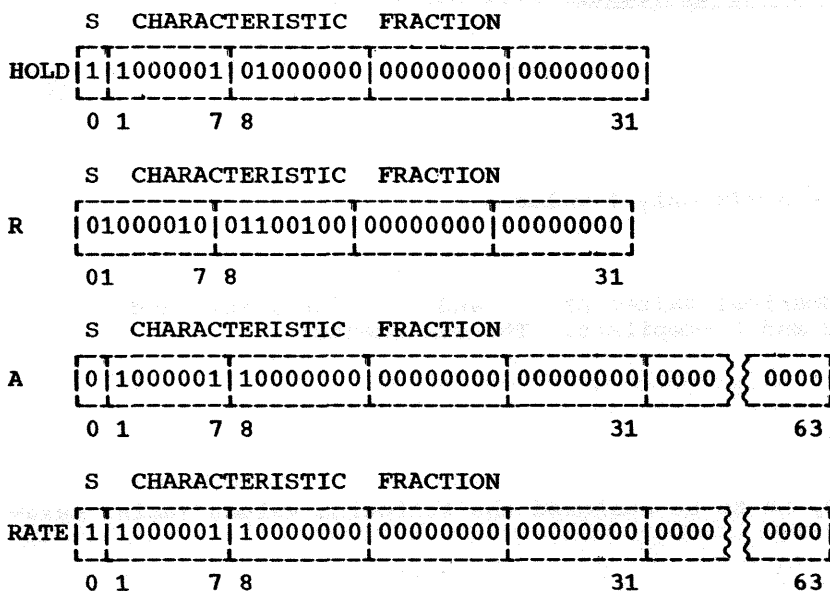 S CHARACTERISTIC FRACTION
HOLD 1 1000001 01000000 00000000 00000000
0 1 7 8 31
S CHARACTERISTIC FRACTION
R 01000010 01100100 00000000 00000000
01 7 8 31
S CHARACTERISTIC FRACTION
A 0 1000001 10000000 00000000 00000000 0000 0000
0 1 7 8 31 63
S CHARACTERISTIC FRACTION
RATE 1 1000001 10000000 00000000 00000000 0000 0000
0 1 7 8 31 63